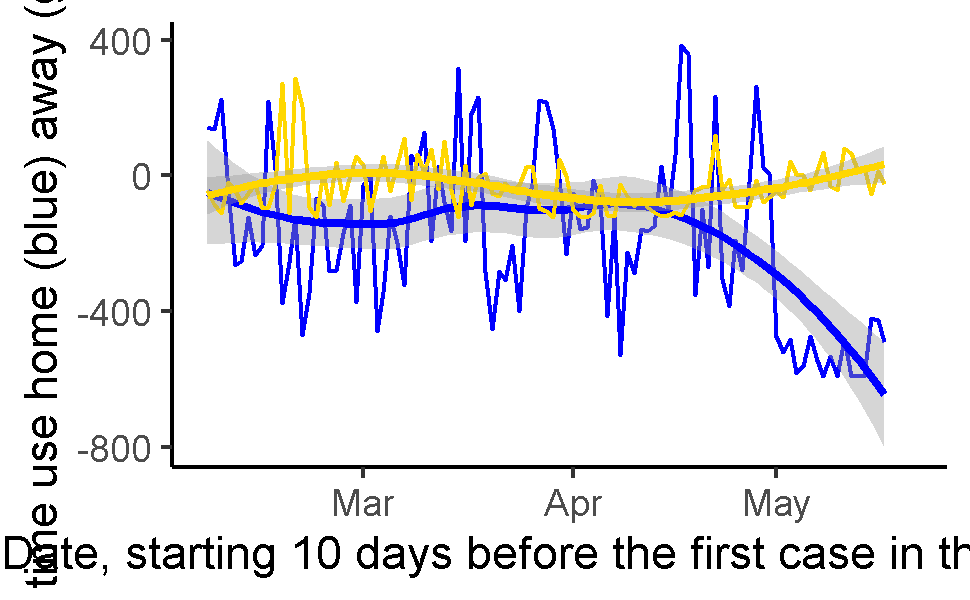 time use home (blue) away (
400
0
-400
-800
Mar Apr May
Date, starting 10 days before the first case in th